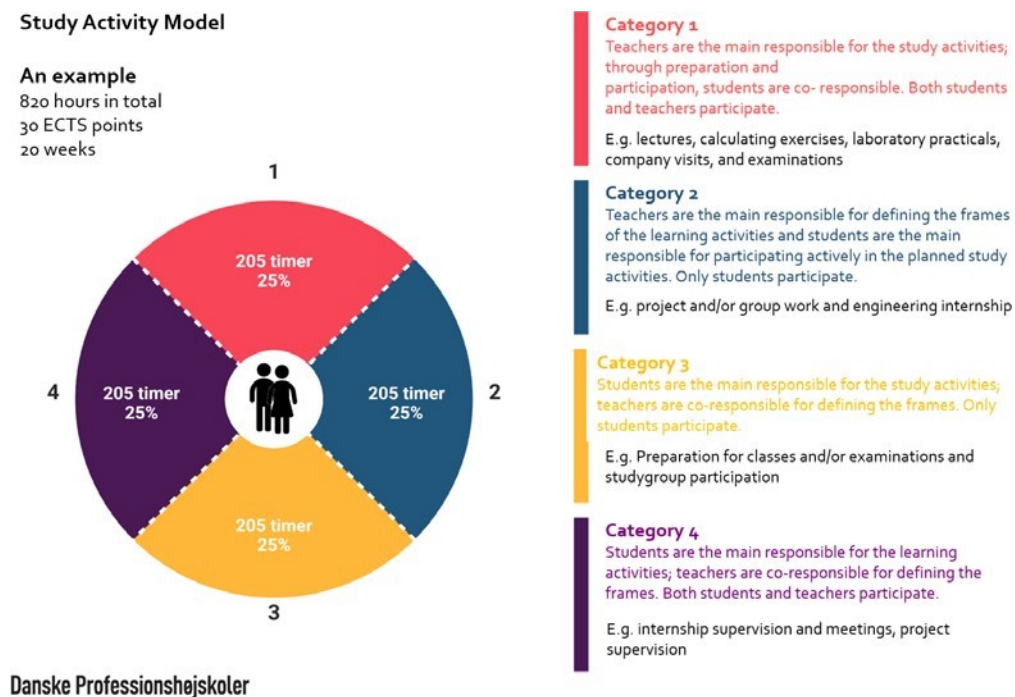 Study Activity Model
An example
820 hours in total
30 ECTS points
20 weeks
1
205 timer
25%
2
205 timer
25%
3
205 timer
25%
4
205 timer
25%
Category 1
Teachers are the main responsible for the study activities;
through preparation and
participation, students are co- responsible. Both students
and teachers participate.
E.g. lectures, calculating exercises, laboratory practicals,
company visits, and examinations
Category 2
Teachers are the main responsible for defining the frames
of the learning activities and students are the main
responsible for participating actively in the planned study
activities. Only students participate.
E.g. project and/or group work and engineering internship
Category 3
Students are the main responsible for the study activities;
teachers are co-responsible for defining the frames. Only
students participate.
E.g. Preparation for classes and/or examinations and
studygroup participation
Category 4
Students are the main responsible for the learning
activities; teachers are co-responsible for defining the
frames. Both students and teachers participate.
E.g. internship supervision and meetings, project
supervision
Danske Professionshøjskoler